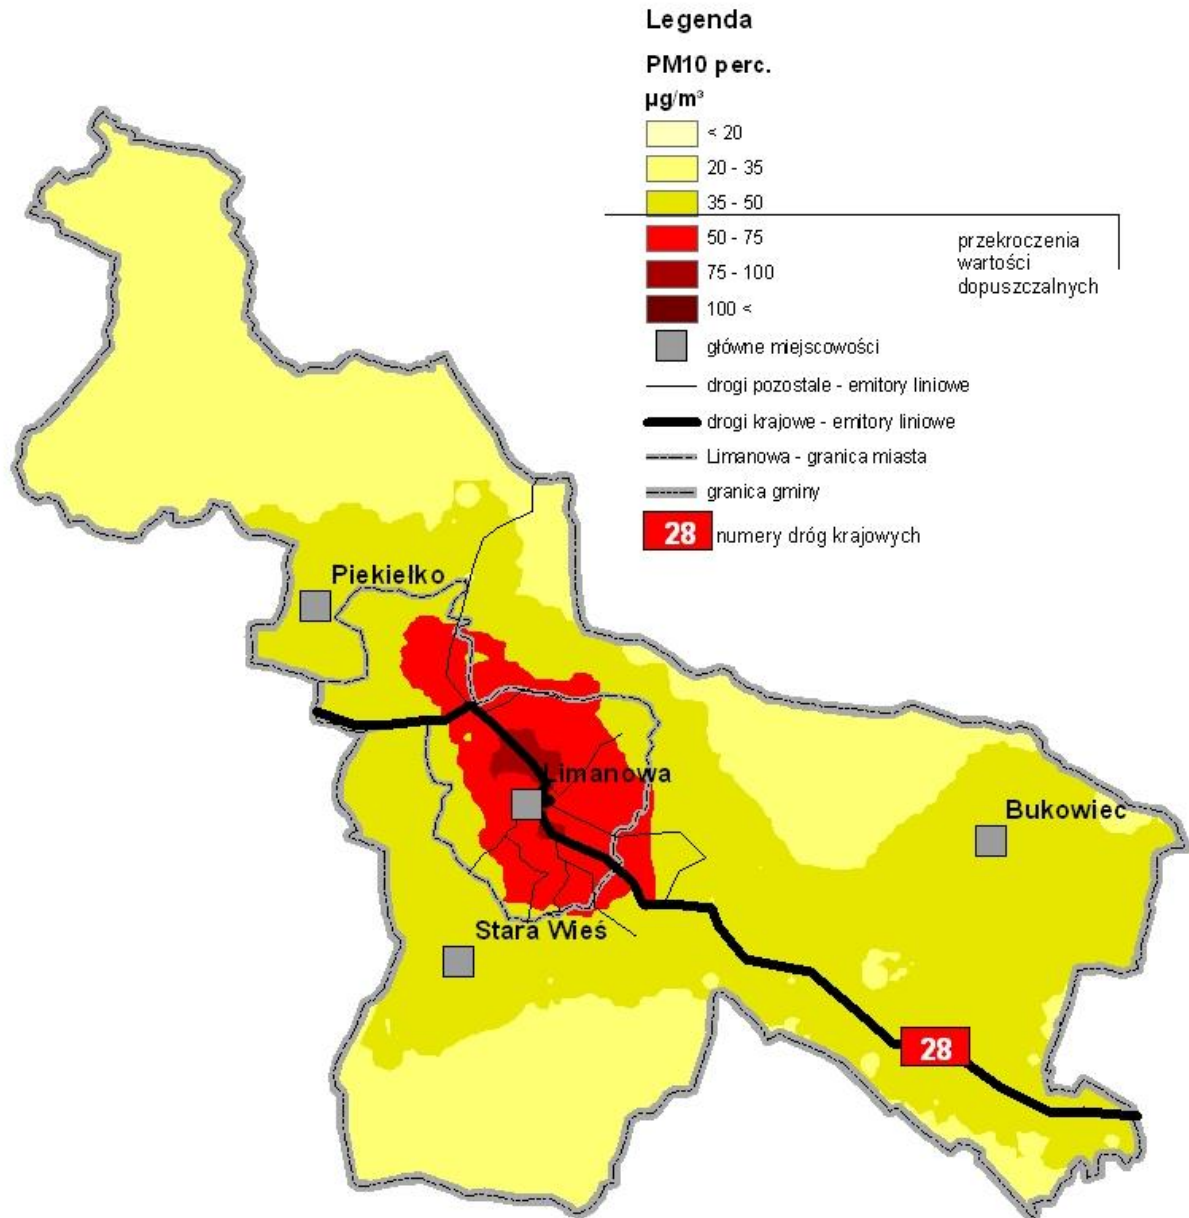 Legenda
PM10 perc.
µg/m³
< 20
20 - 35
35 - 50
50 - 75
75 - 100
100 <
przekroczenia
wartości
dopuszczalnych
główne miejscowości
drogi pozostałe - emitory liniowe
drogi krajowe - emitory liniowe
Limanowa - granica miasta
granica gminy
28 numery dróg krajowych
Piekiełko
Limanowa
Bukowiec
Stara Wieś
28